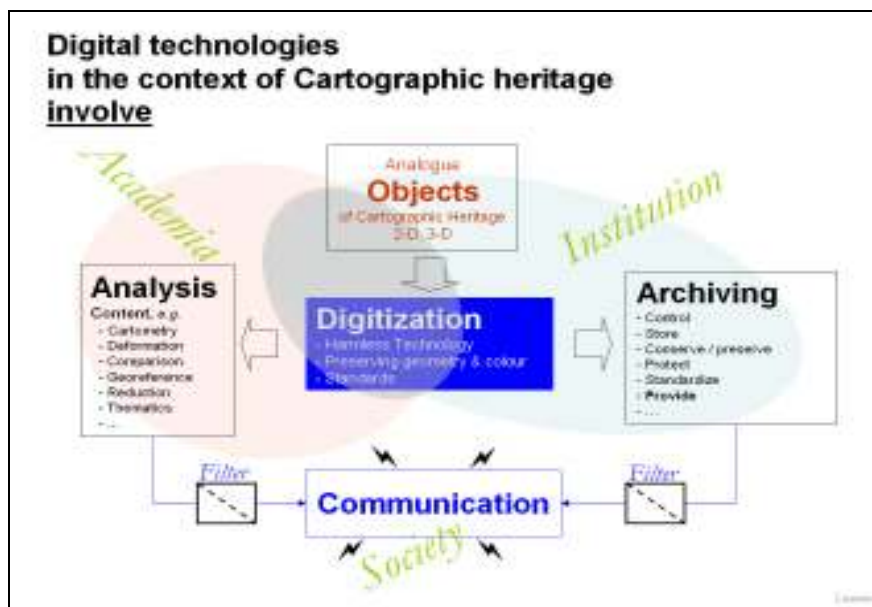 Digital technologies
in the context of Cartographic heritage
involve
Academia
Analogue
Objects
of Cartographic Heritage
2-D, 3-D
Institution
Analysis
Content, e.g.
- Cartometry
- Deformation
- Comparison
- Georeference
- Reduction
- Thematics
- ...
Digitization
- Harmless Technology
- Preserving geometry & colour
- Standards
Archiving
- Control
- Store
- Conserve / preserve
- Protect
- Standardize
- Provide
- ...
Filter
Communication
Filter
Society